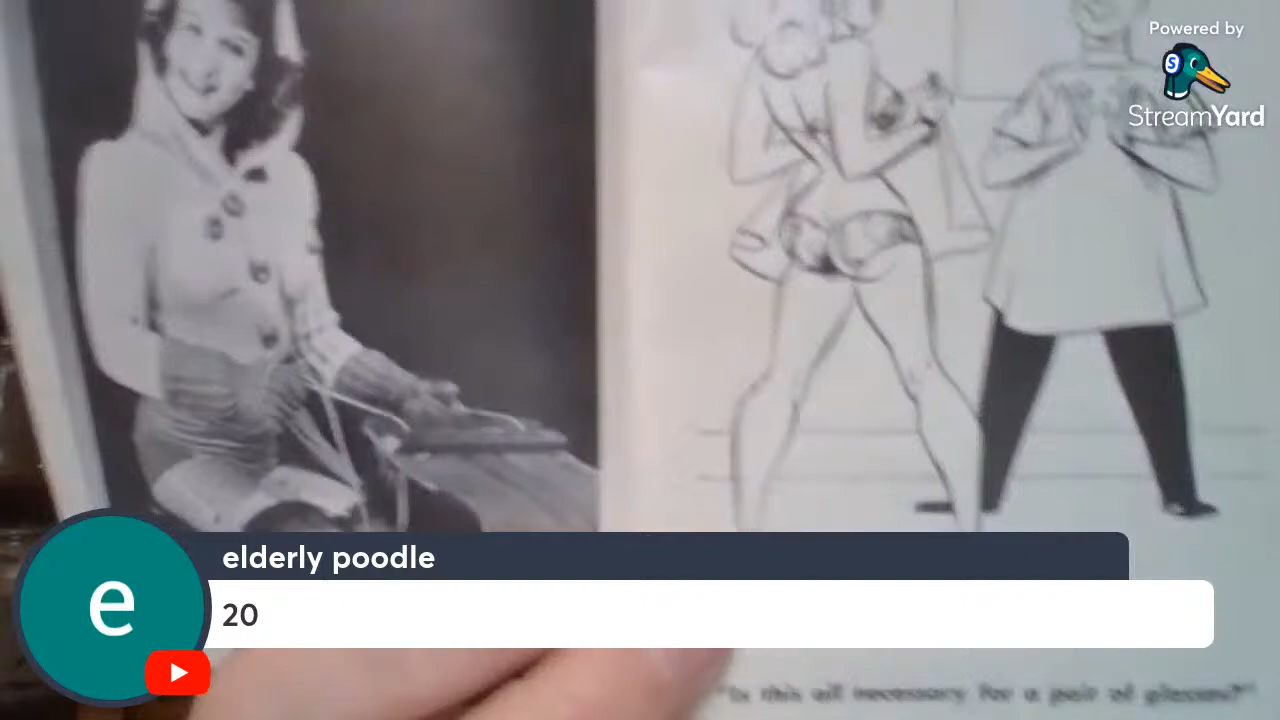 Powered by
S
StreamYard
elderly poodle
e
20
"Is this all necessary for a pair of glasses?"